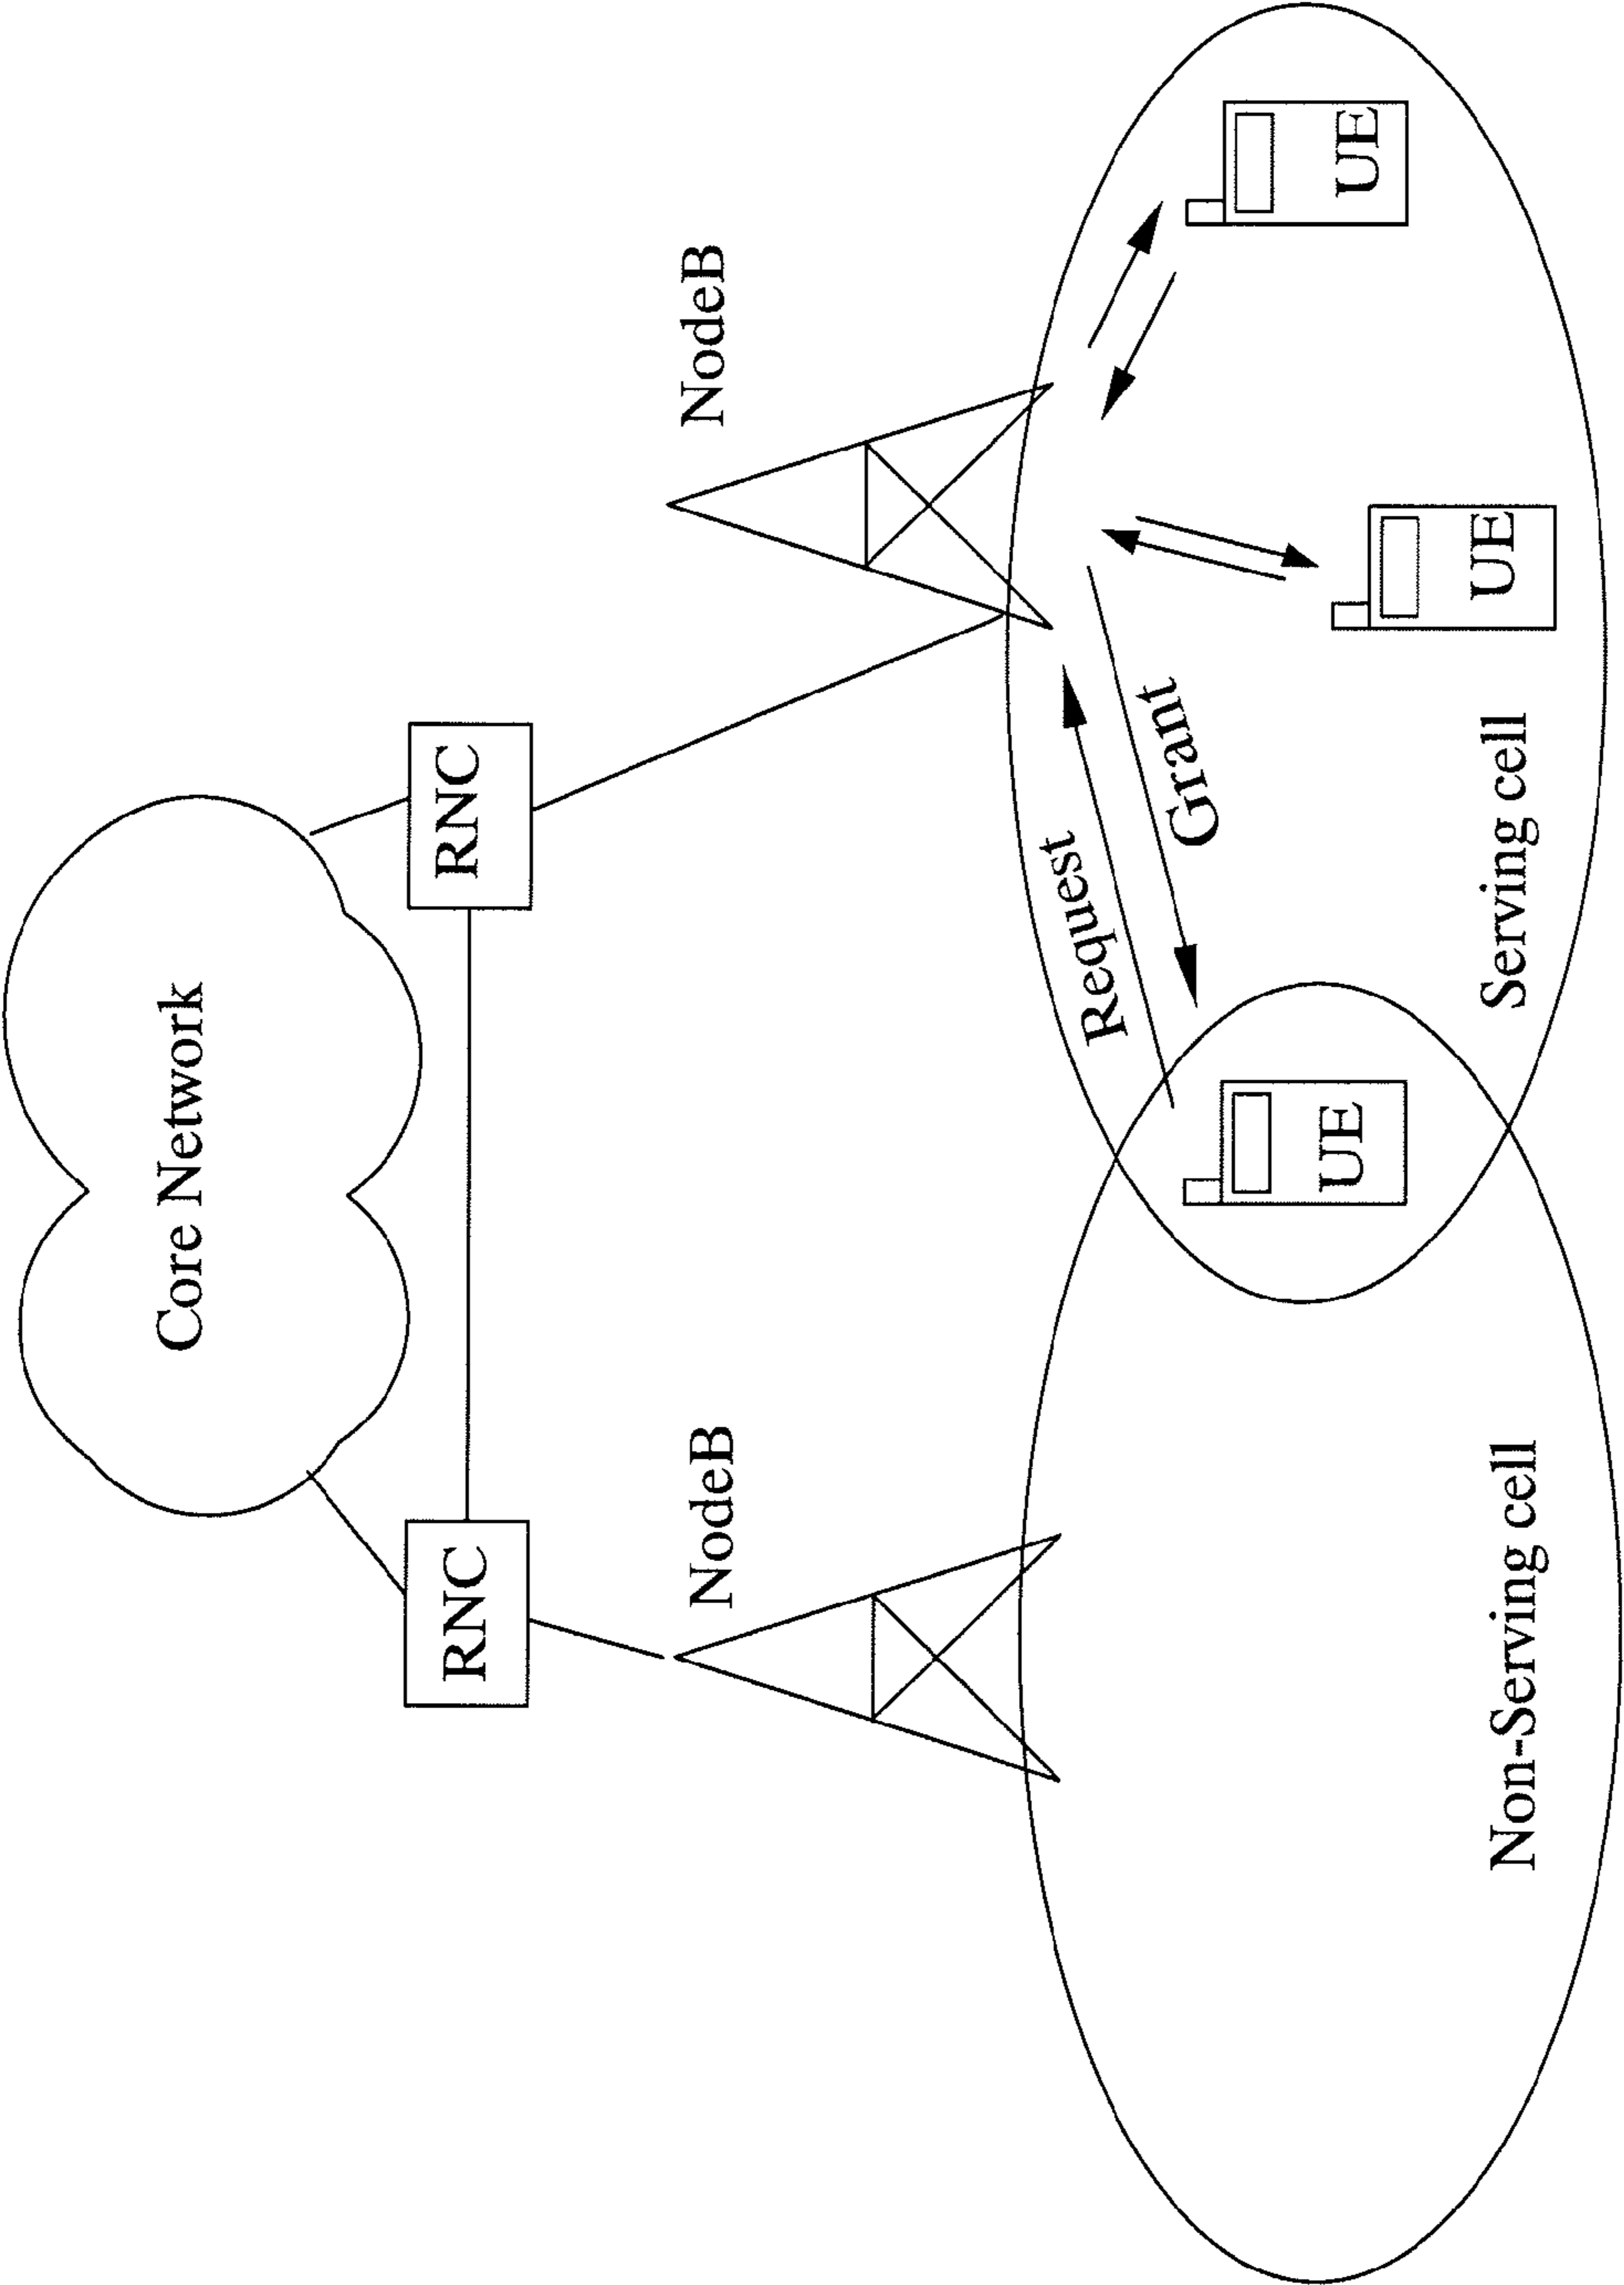 Core Network
RNC
RNC
NodeB
NodeB
Request
Grant
UE
UE
UE
Non-Serving cell
Serving cell